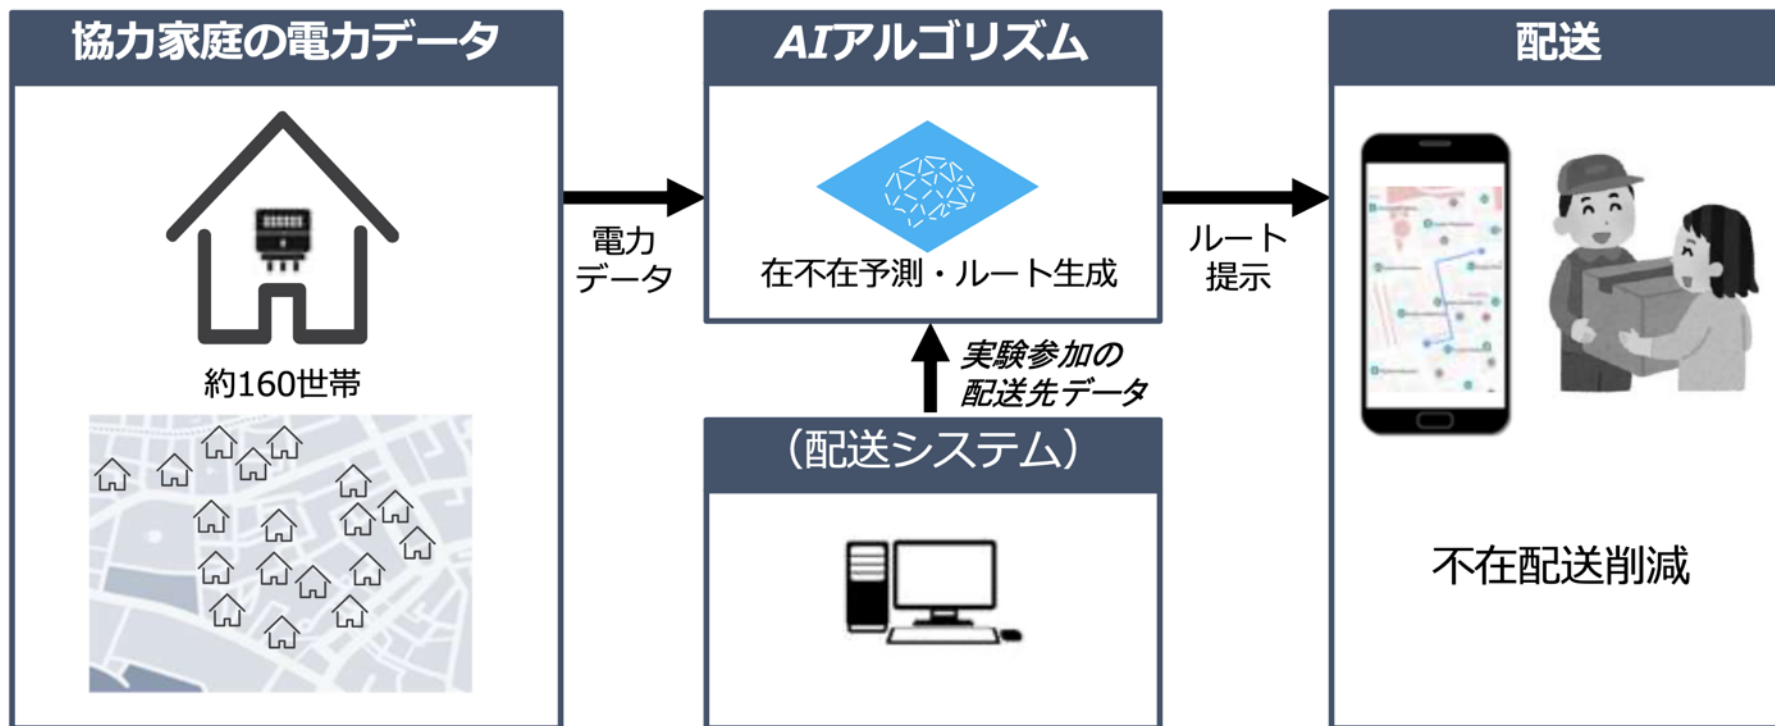 協力家庭の電力データ
約160世帯
電力
データ
AIアルゴリズム
在不在予測・ルート生成
実験参加の
配送先データ
（配送システム）
ルート
提示
配送
不在配送削減